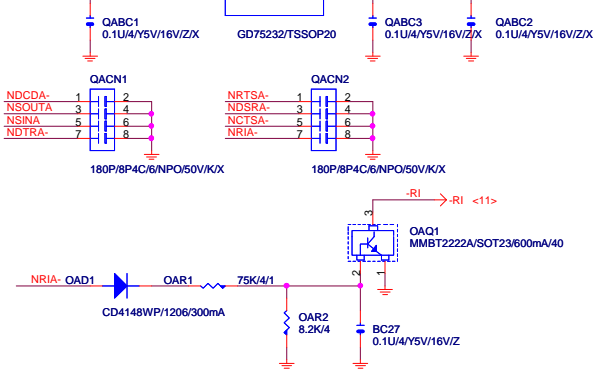 QABC1
0.1U/4/Y5V/16V/Z/X
GD75232/TSSOP20
QABC3
0.1U/4/Y5V/16V/Z/X
QABC2
0.1U/4/Y5V/16V/Z/X
QACN1
NDCDA- 1 2
NSOUTA 3 4
NSINA 5 6
NDTRA- 7 8
180P/8P4C/6/NPO/50V/K/X
QACN2
NRTSA- 1 2
NDSRA- 3 4
NCTSA- 5 6
NRIA- 7 8
180P/8P4C/6/NPO/50V/K/X
-RI
-RI <11>
3
OAQ1
MMBT2222A/SOT23/600mA/40
2 1
NRIA- OAD1 OAR1 75K/4/1
CD4148WP/1206/300mA
OAR2
8.2K/4
BC27
0.1U/4/Y5V/16V/Z